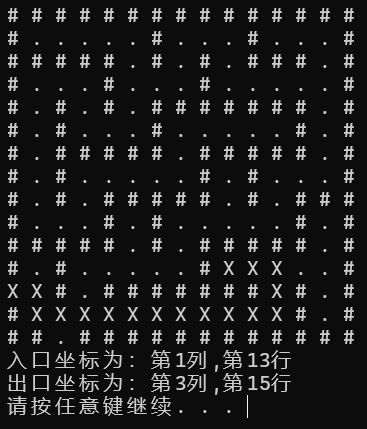 # # # # # # # # # # # # # # #
# . . . . . # . . . # . . . #
# # # # # . # . # . # # # . #
# . . . # . . . # . . . . . #
# . # . # . # # # # # # # . #
# . # . . . # . . . . . # . #
# . # # # # # . # # # # # . #
# . # . . . . . # . # . . . #
# . # . # # # # # . # . # # #
# . . . # . # . . . . . # . #
# # # # # . # . # # # # # . #
# . # . . . . . # X X X . . #
X X # . # # # # # # # X # . #
# X X X X X X X X X X X # . #
# # . # # # # # # # # # # # #
入口坐标为: 第1列,第13行
出口坐标为: 第3列,第15行
请按任意键继续. . .